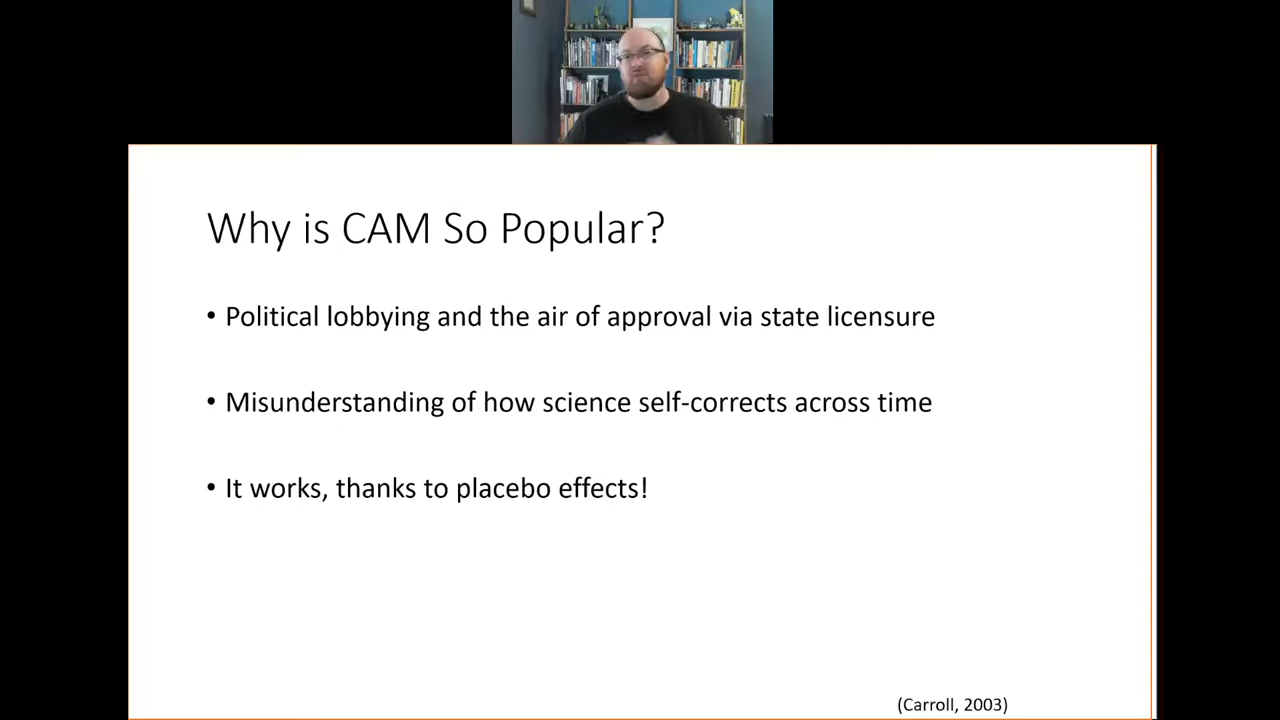 Why is CAM So Popular?
• Political lobbying and the air of approval via state licensure
• Misunderstanding of how science self-corrects across time
• It works, thanks to placebo effects!
(Carroll, 2003)